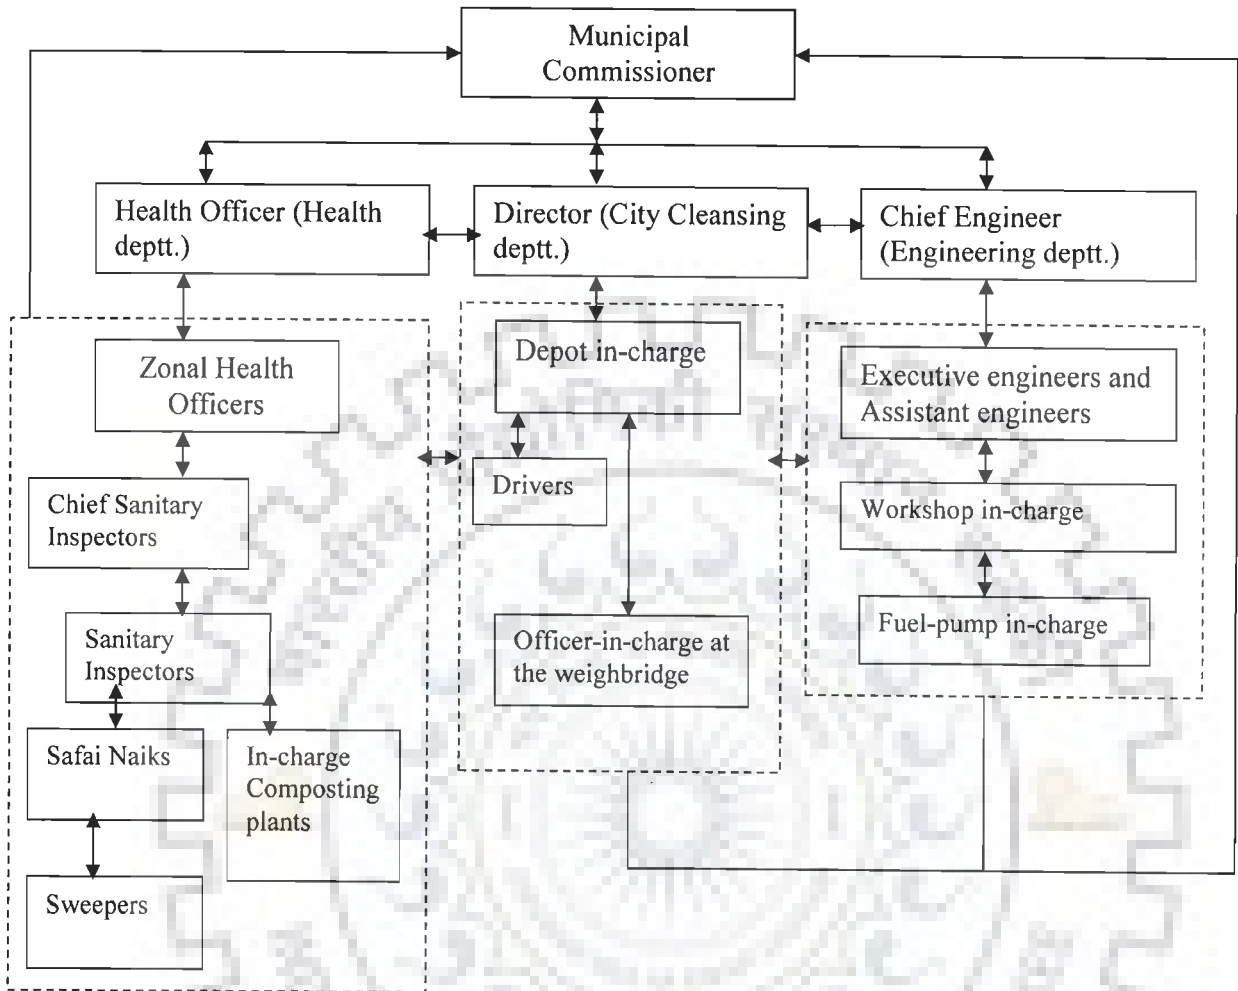 Municipal
Commissioner
Health Officer (Health
deptt.)
Director (City Cleansing
deptt.)
Chief Engineer
(Engineering deptt.)
Zonal Health
Officers
Chief Sanitary
Inspectors
Sanitary
Inspectors
Safai Naiks
In-charge
Composting
plants
Sweepers
Depot in-charge
Drivers
Officer-in-charge at
the weighbridge
Executive engineers and
Assistant engineers
Workshop in-charge
Fuel-pump in-charge